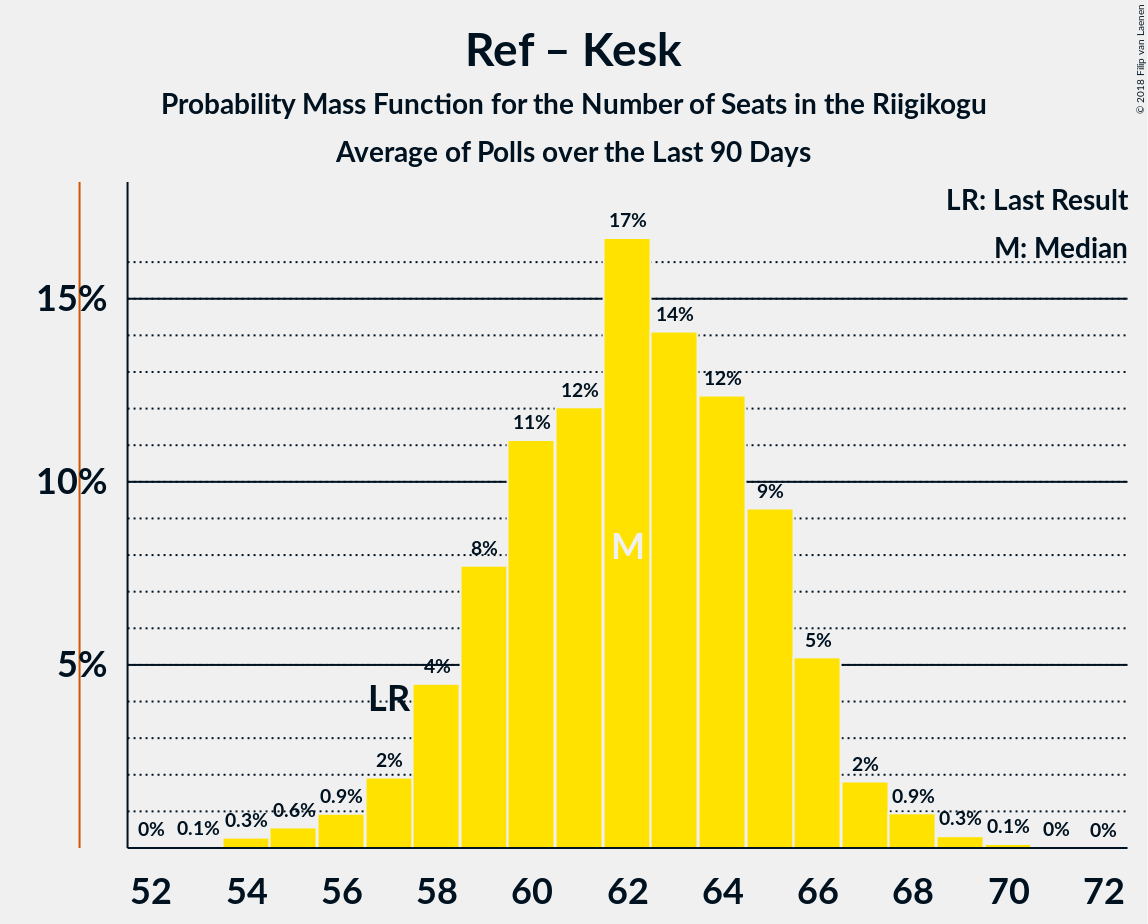 Ref – Kesk
Probability Mass Function for the Number of Seats in the Riigikogu
Average of Polls over the Last 90 Days
© 2018 Filip van Laenen
LR: Last Result
M: Median
17%
15%
14%
12%
12%
11%
10%
9%
8%
M
5%
5%
4%
LR
2%
2%
0.9%
0.9%
0.6%
0.3%
0.3%
0.1%
0.1%
0%
0%
0%
52 54 56 58 60 62 64 66 68 70 72